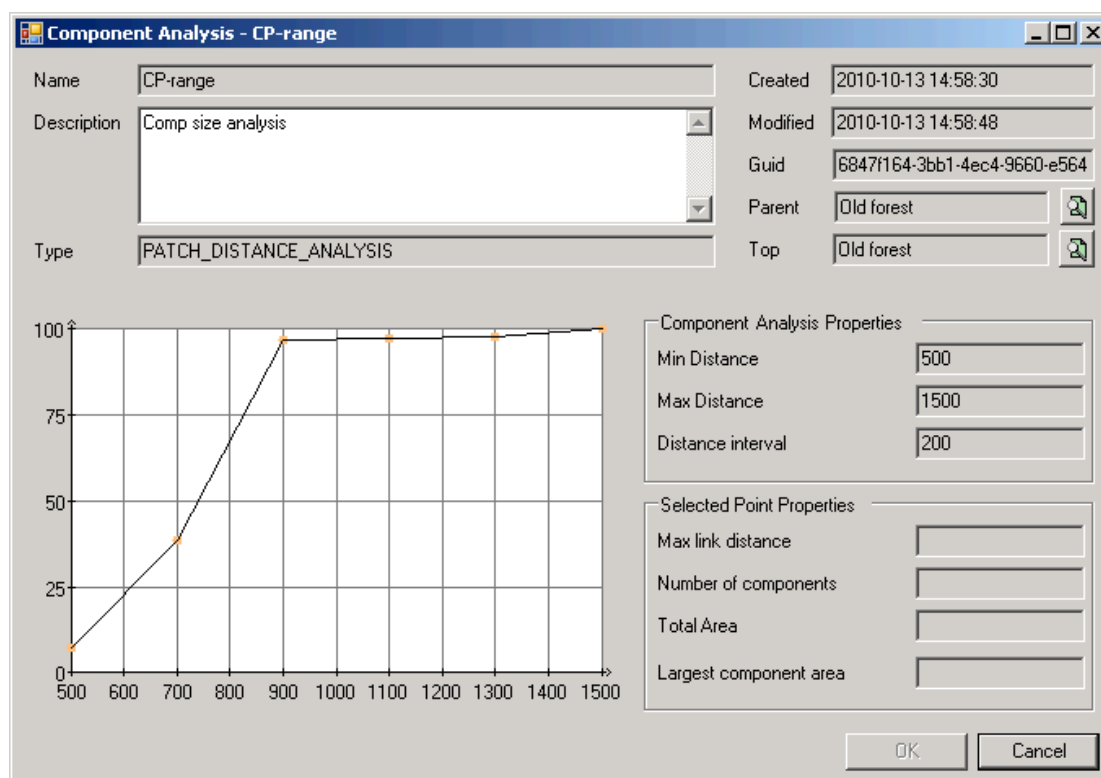 Component Analysis - CP-range
Name CP-range
Created 2010-10-13 14:58:30
Description Comp size analysis
Modified 2010-10-13 14:58:48
Guid 6847f164-3bb1-4ec4-9660-e564
Parent Old forest
Type PATCH_DISTANCE_ANALYSIS
Top Old forest
100
75
50
25
0
500 600 700 800 900 1000 1100 1200 1300 1400 1500
Component Analysis Properties
Min Distance 500
Max Distance 1500
Distance interval 200
Selected Point Properties
Max link distance
Number of components
Total Area
Largest component area
OK Cancel